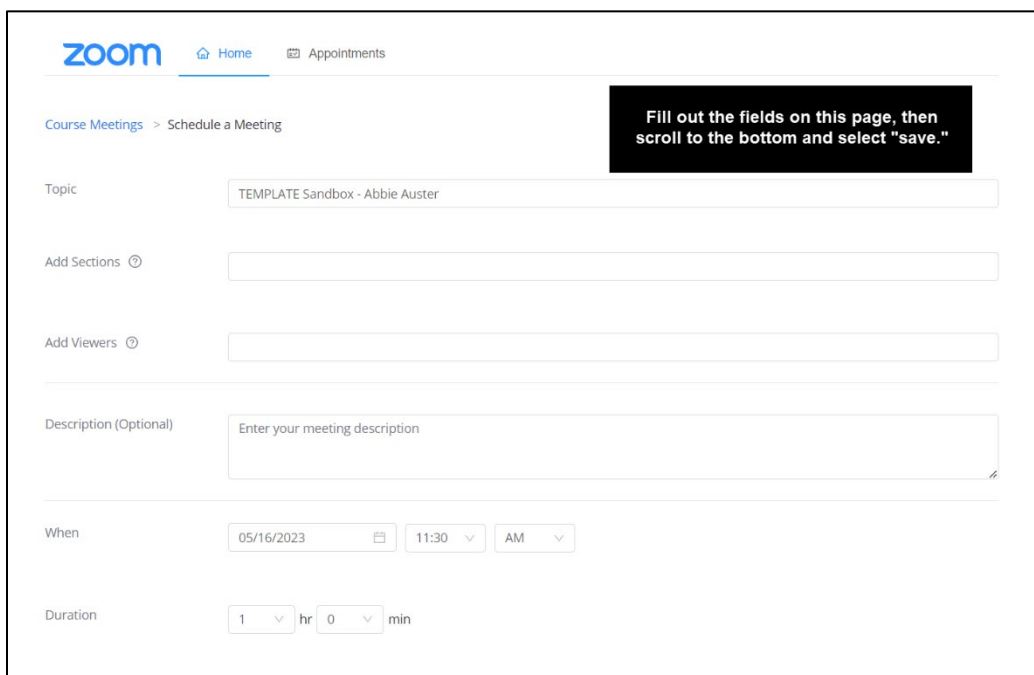 zoom Home Appointments
Course Meetings > Schedule a Meeting
Fill out the fields on this page, then
scroll to the bottom and select "save."
Topic TEMPLATE Sandbox - Abbie Auster
Add Sections ?
Add Viewers ?
Description (Optional) Enter your meeting description
When 05/16/2023 11:30 AM
Duration 1 hr 0 min